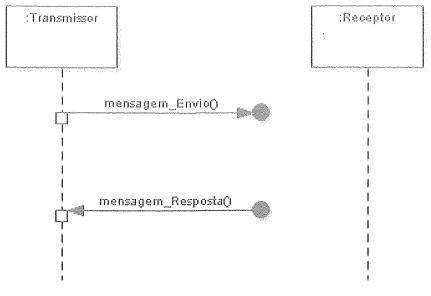 :Transmissor
:Receptor
mensagem_Envio()
mensagem_Resposta()